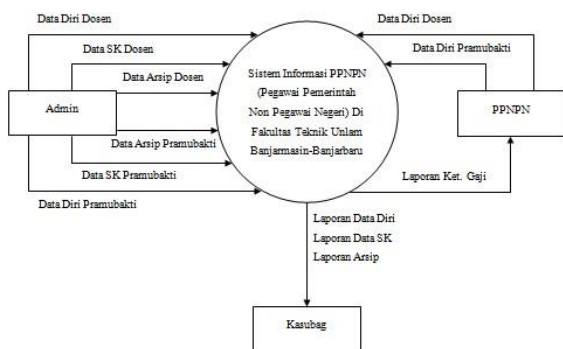 Data Diri Dosen
Data SK Dosen
Data Arsip Dosen
Admin
Data Arsip Pramubakti
Data SK Pramubakti
Data Diri Pramubakti
Sistem Informasi PPNPN
(Pegawai Pemerintah
Non Pegawai Negeri) Di
Fakultas Teknik Unlam
Banjarmasin-Banjarbaru
Data Diri Dosen
Data Diri Pramubakti
PPNPN
Laporan Ket. Gaji
Laporan Data Diri
Laporan Data SK
Laporan Arsip
Kasubag